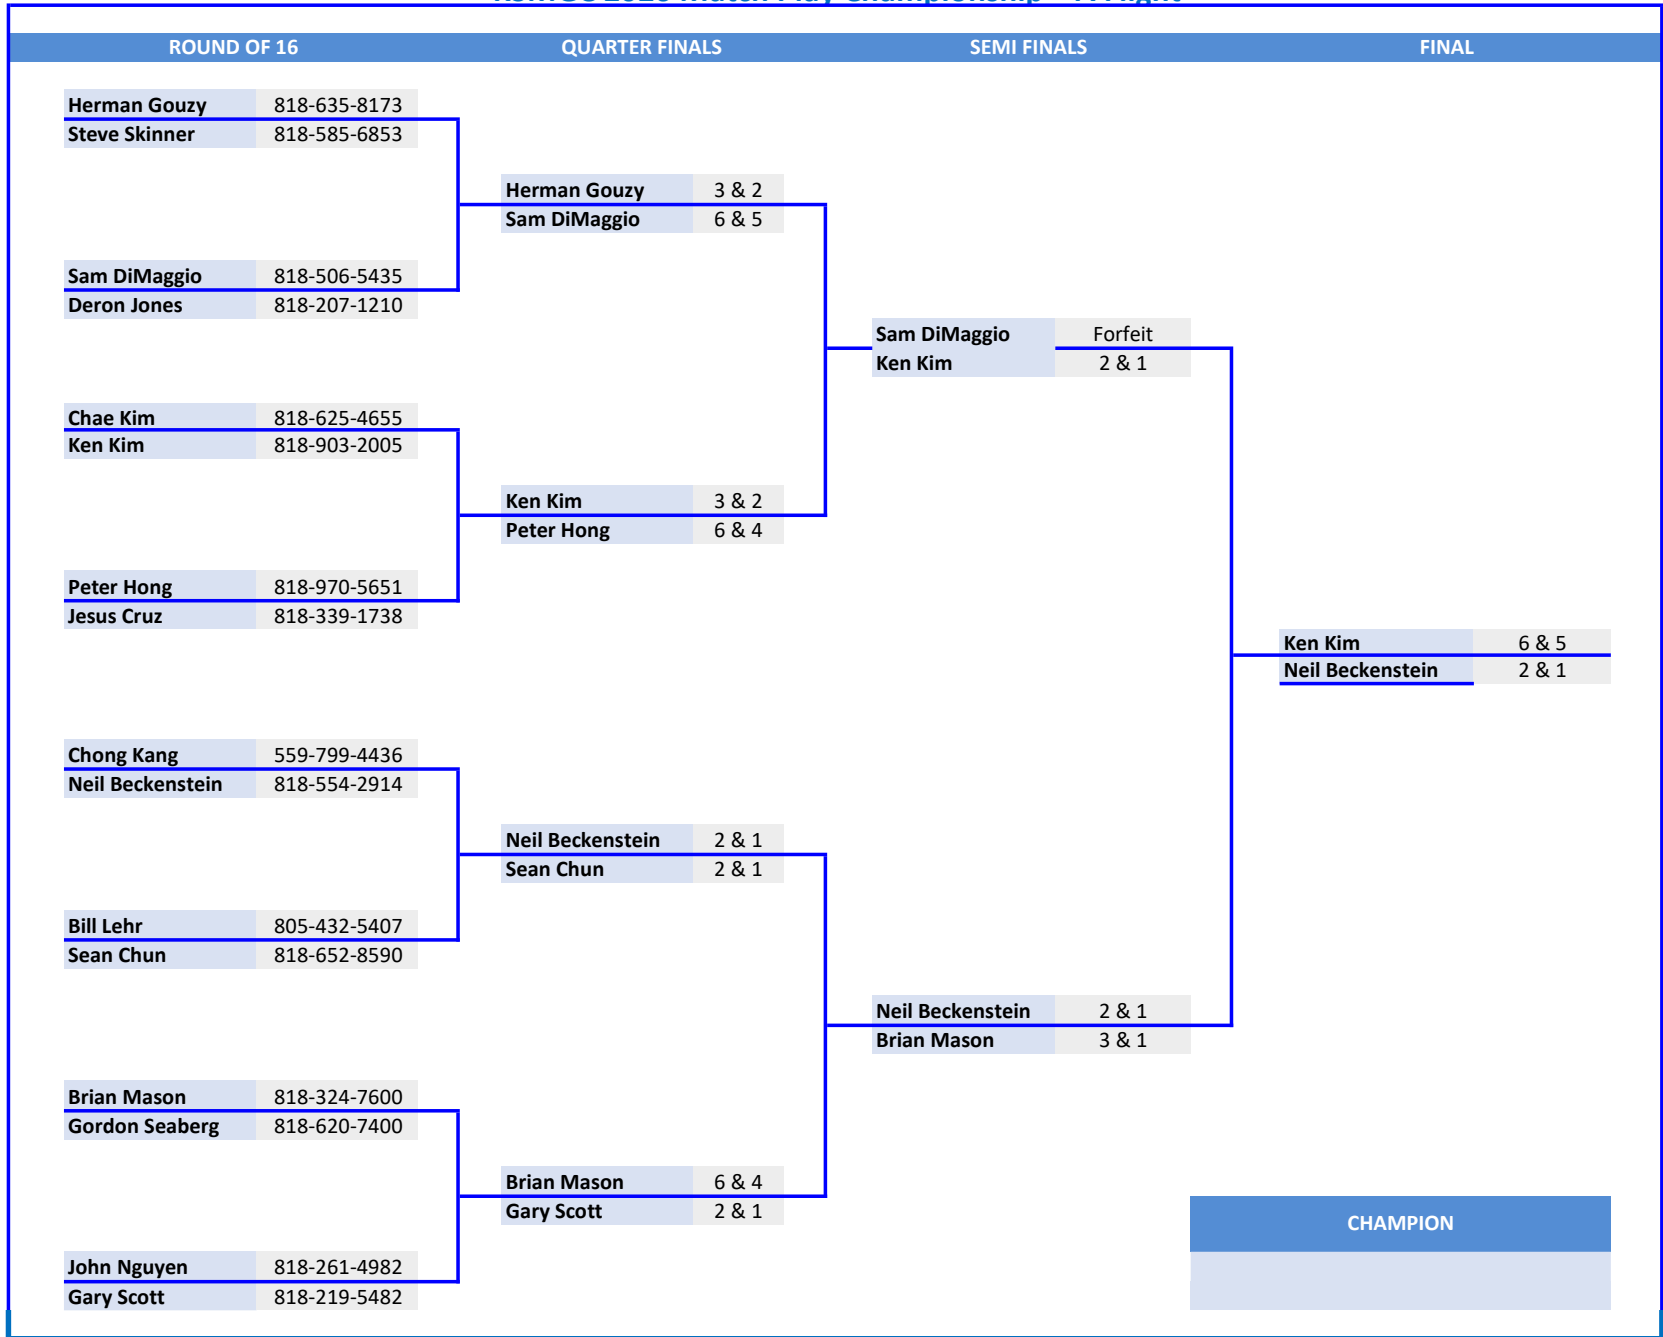 2020 Match Play Championship
ROUND OF 16 QUARTER FINALS SEMI FINALS FINAL
Herman Gouzy 818-635-8173
Steve Skinner 818-585-6853
Herman Gouzy 3 & 2
Sam DiMaggio 6 & 5
Sam DiMaggio 818-506-5435
Deron Jones 818-207-1210
Sam DiMaggio Forfeit
Ken Kim 2 & 1
Chae Kim 818-625-4655
Ken Kim 818-903-2005
Ken Kim 3 & 2
Peter Hong 6 & 4
Peter Hong 818-970-5651
Jesus Cruz 818-339-1738
Ken Kim 6 & 5
Neil Beckenstein 2 & 1
Chong Kang 559-799-4436
Neil Beckenstein 818-554-2914
Neil Beckenstein 2 & 1
Sean Chun 2 & 1
Bill Lehr 805-432-5407
Sean Chun 818-652-8590
Neil Beckenstein 2 & 1
Brian Mason 3 & 1
Brian Mason 818-324-7600
Gordon Seaberg 818-620-7400
Brian Mason 6 & 4
Gary Scott 2 & 1
CHAMPION
John Nguyen 818-261-4982
Gary Scott 818-219-5482